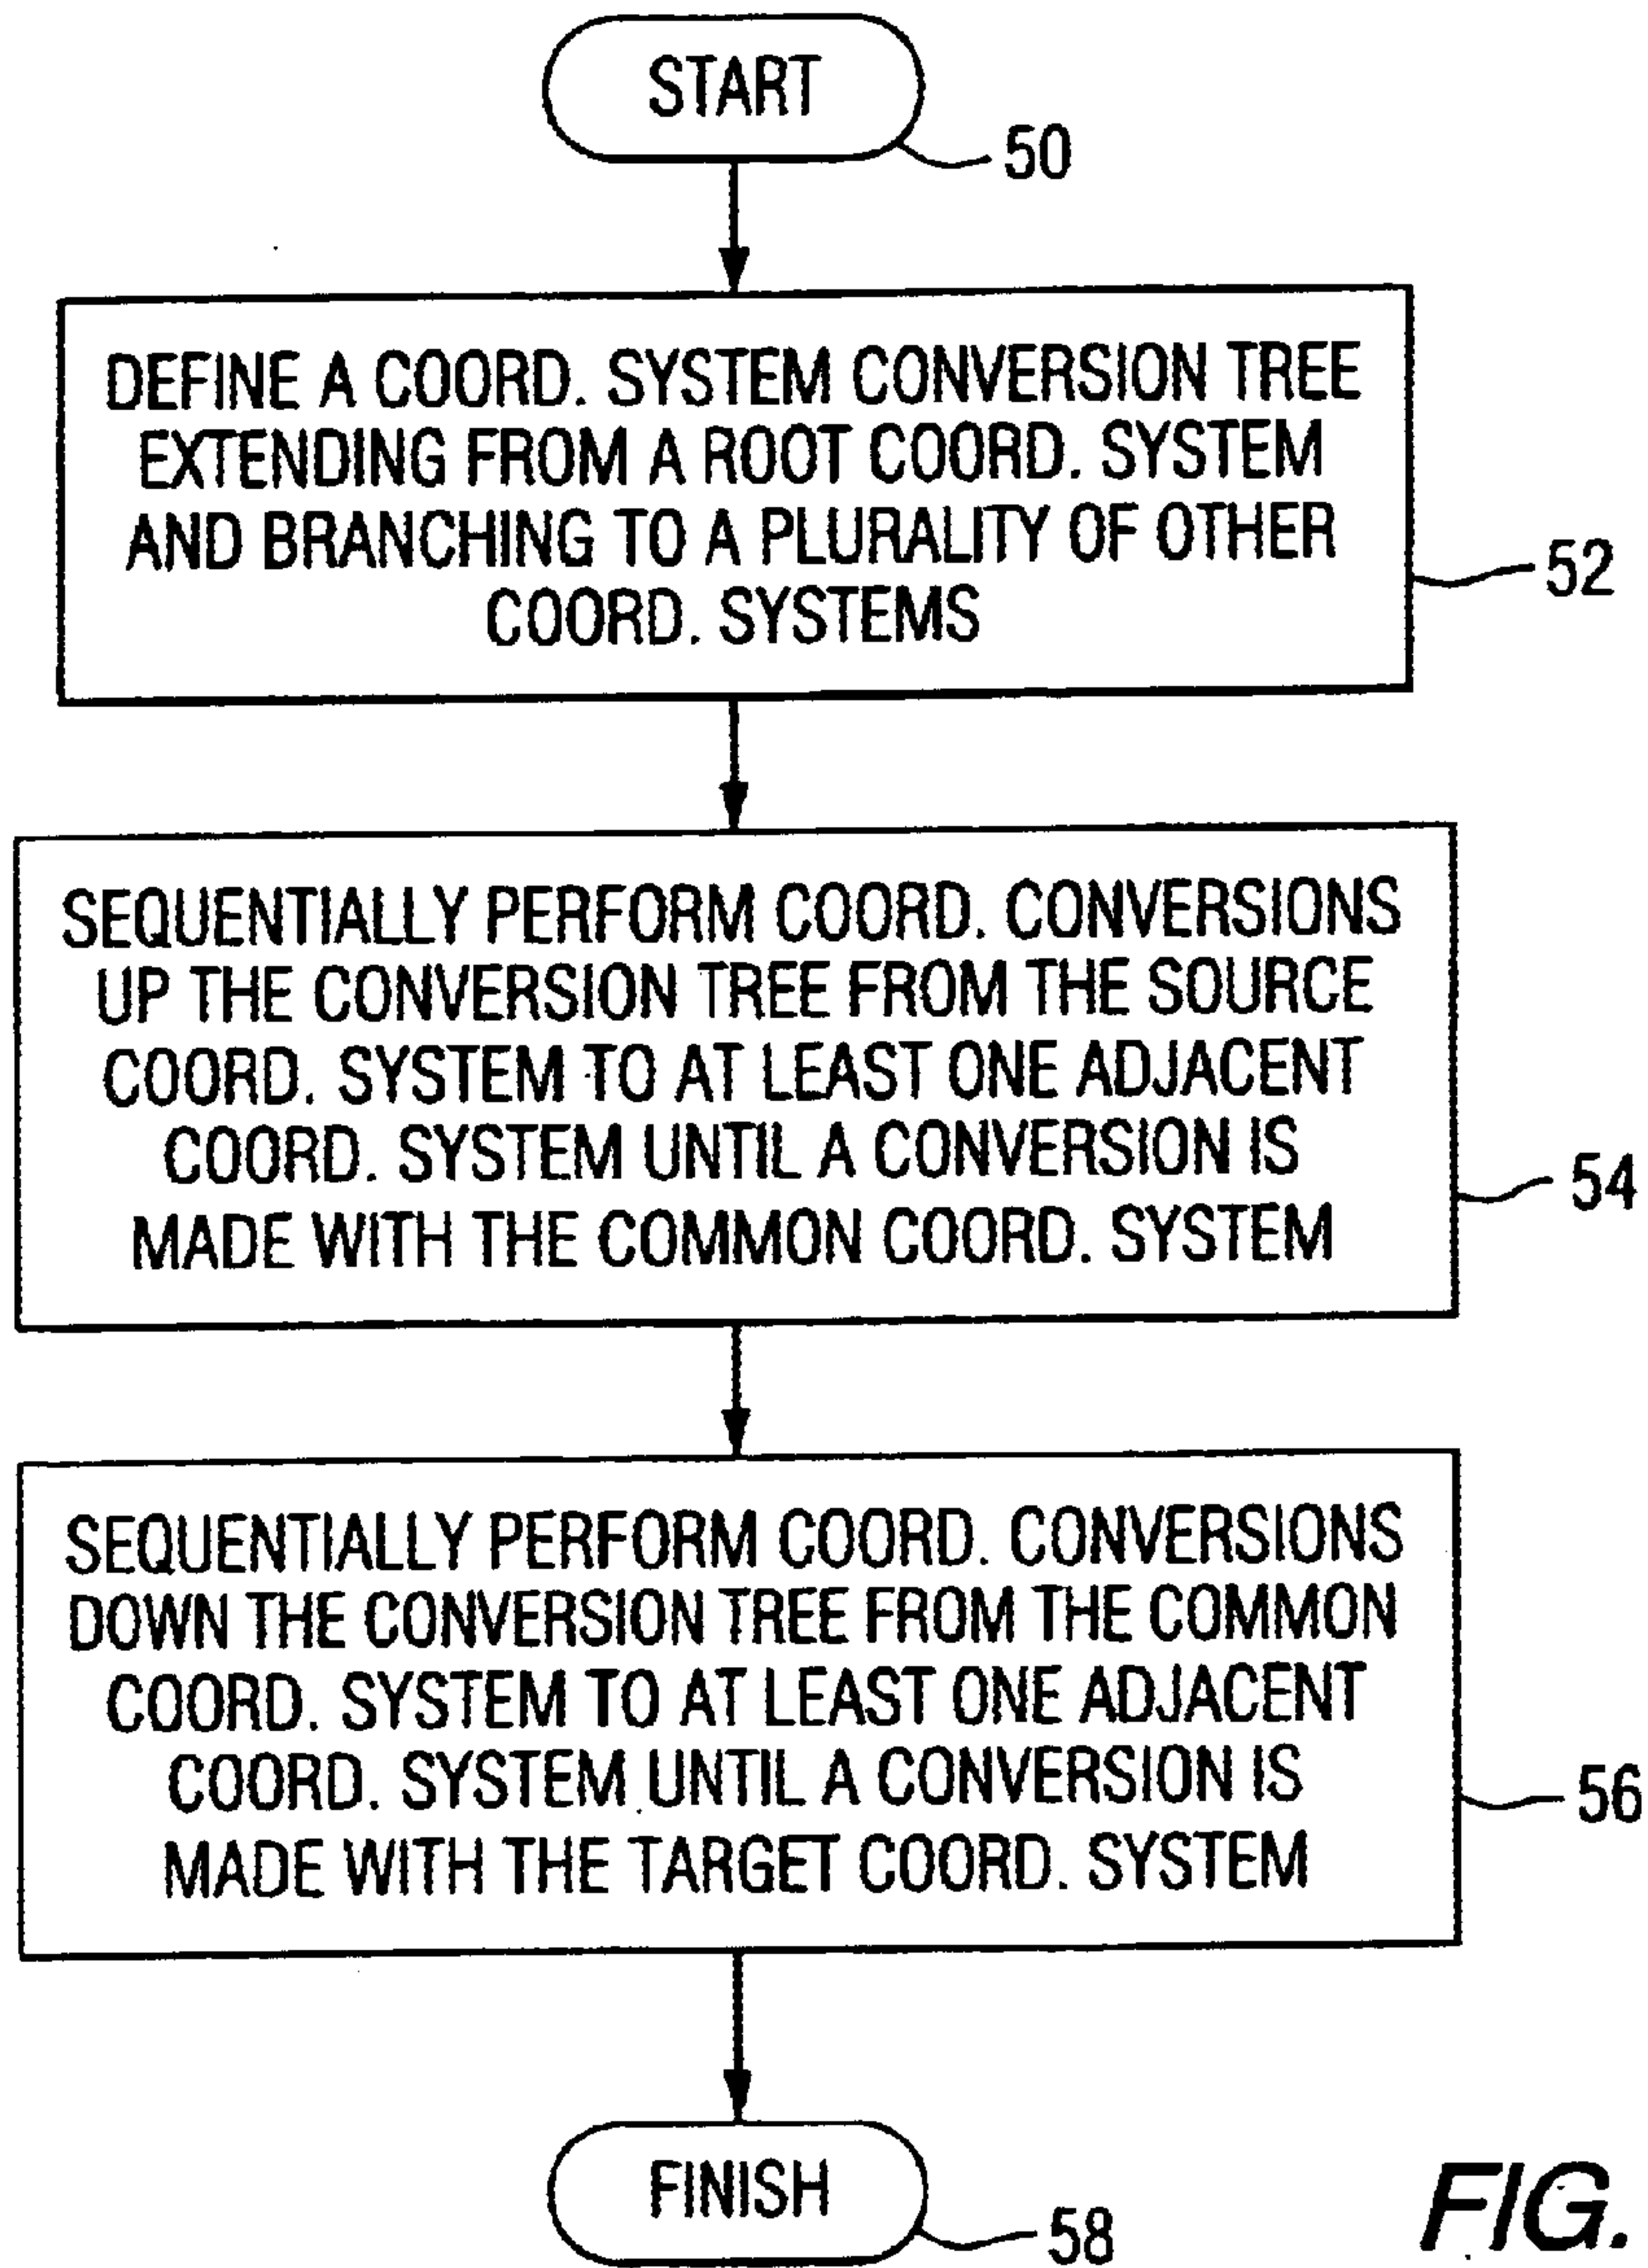 START
50
DEFINE A COORD. SYSTEM CONVERSION TREE
EXTENDING FROM A ROOT COORD. SYSTEM
AND BRANCHING TO A PLURALITY OF OTHER
COORD. SYSTEMS
52
SEQUENTIALLY PERFORM COORD. CONVERSIONS
UP THE CONVERSION TREE FROM THE SOURCE
COORD. SYSTEM TO AT LEAST ONE ADJACENT
COORD. SYSTEM UNTIL A CONVERSION IS
MADE WITH THE COMMON COORD. SYSTEM
54
SEQUENTIALLY PERFORM COORD. CONVERSIONS
DOWN THE CONVERSION TREE FROM THE COMMON
COORD. SYSTEM TO AT LEAST ONE ADJACENT
COORD. SYSTEM UNTIL A CONVERSION IS
MADE WITH THE TARGET COORD. SYSTEM
56
FINISH
58
FIG.